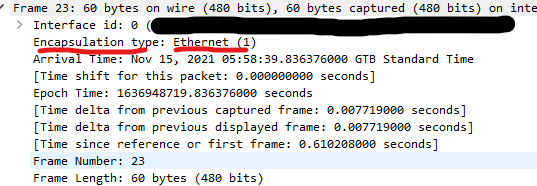 Frame 23: 60 bytes on wire (480 bits), 60 bytes captured (480 bits) on inte
Interface id: 0 (
Encapsulation type: Ethernet (1)
Arrival Time: Nov 15, 2021 05:58:39.836376000 GTB Standard Time
[Time shift for this packet: 0.000000000 seconds]
Epoch Time: 1636948719.836376000 seconds
[Time delta from previous captured frame: 0.007719000 seconds]
[Time delta from previous displayed frame: 0.007719000 seconds]
[Time since reference or first frame: 0.610208000 seconds]
Frame Number: 23
Frame Length: 60 bytes (480 bits)